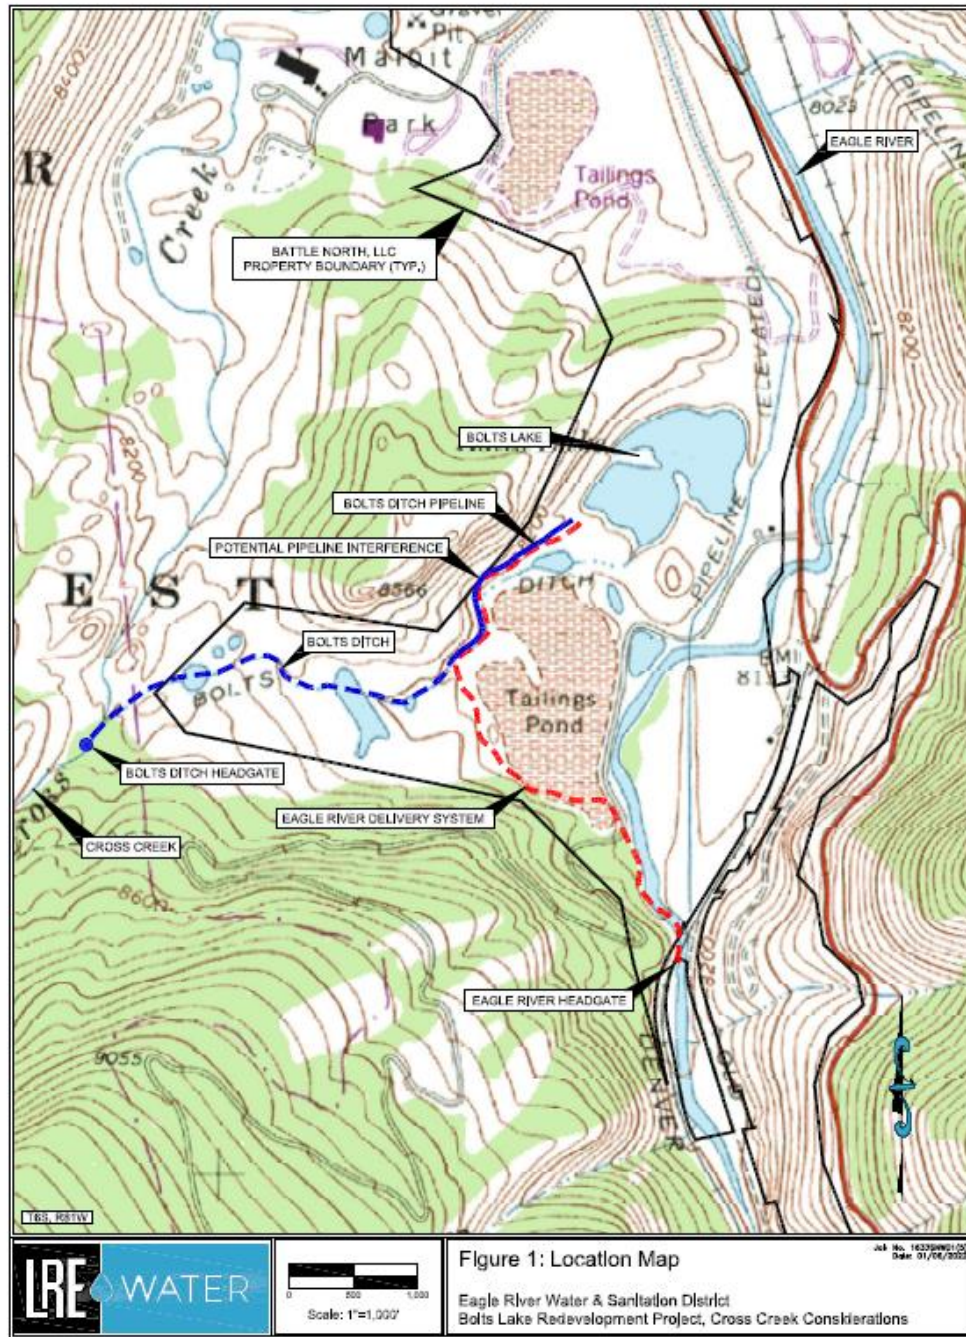 Gravel
Pit
Maloit
Park
8600
8023
PIPELINE
EAGLE RIVER
R
Tailings
Pond
Creek
BATTLE NORTH, LLC
PROPERTY BOUNDARY (TYP.)
ELEVATED
8200
8200
BOLTS LAKE
BOLTS DITCH PIPELINE
POTENTIAL PIPELINE INTERFERENCE
PIPELINE
8566
DITCH
E S T
BOLTS DITCH
BOLTS
BM
Tailings
Pond
BOLTS DITCH HEADGATE
EAGLE RIVER DELIVERY SYSTEM
CROSS CREEK
8600
8200
EAGLE RIVER HEADGATE
9055
DENVER
T6S, R81W
LRE WATER
0 500 1,000
Scale: 1"=1,000'
Figure 1: Location Map
Eagle River Water & Sanitation District
Bolts Lake Redevelopment Project, Cross Creek Considerations